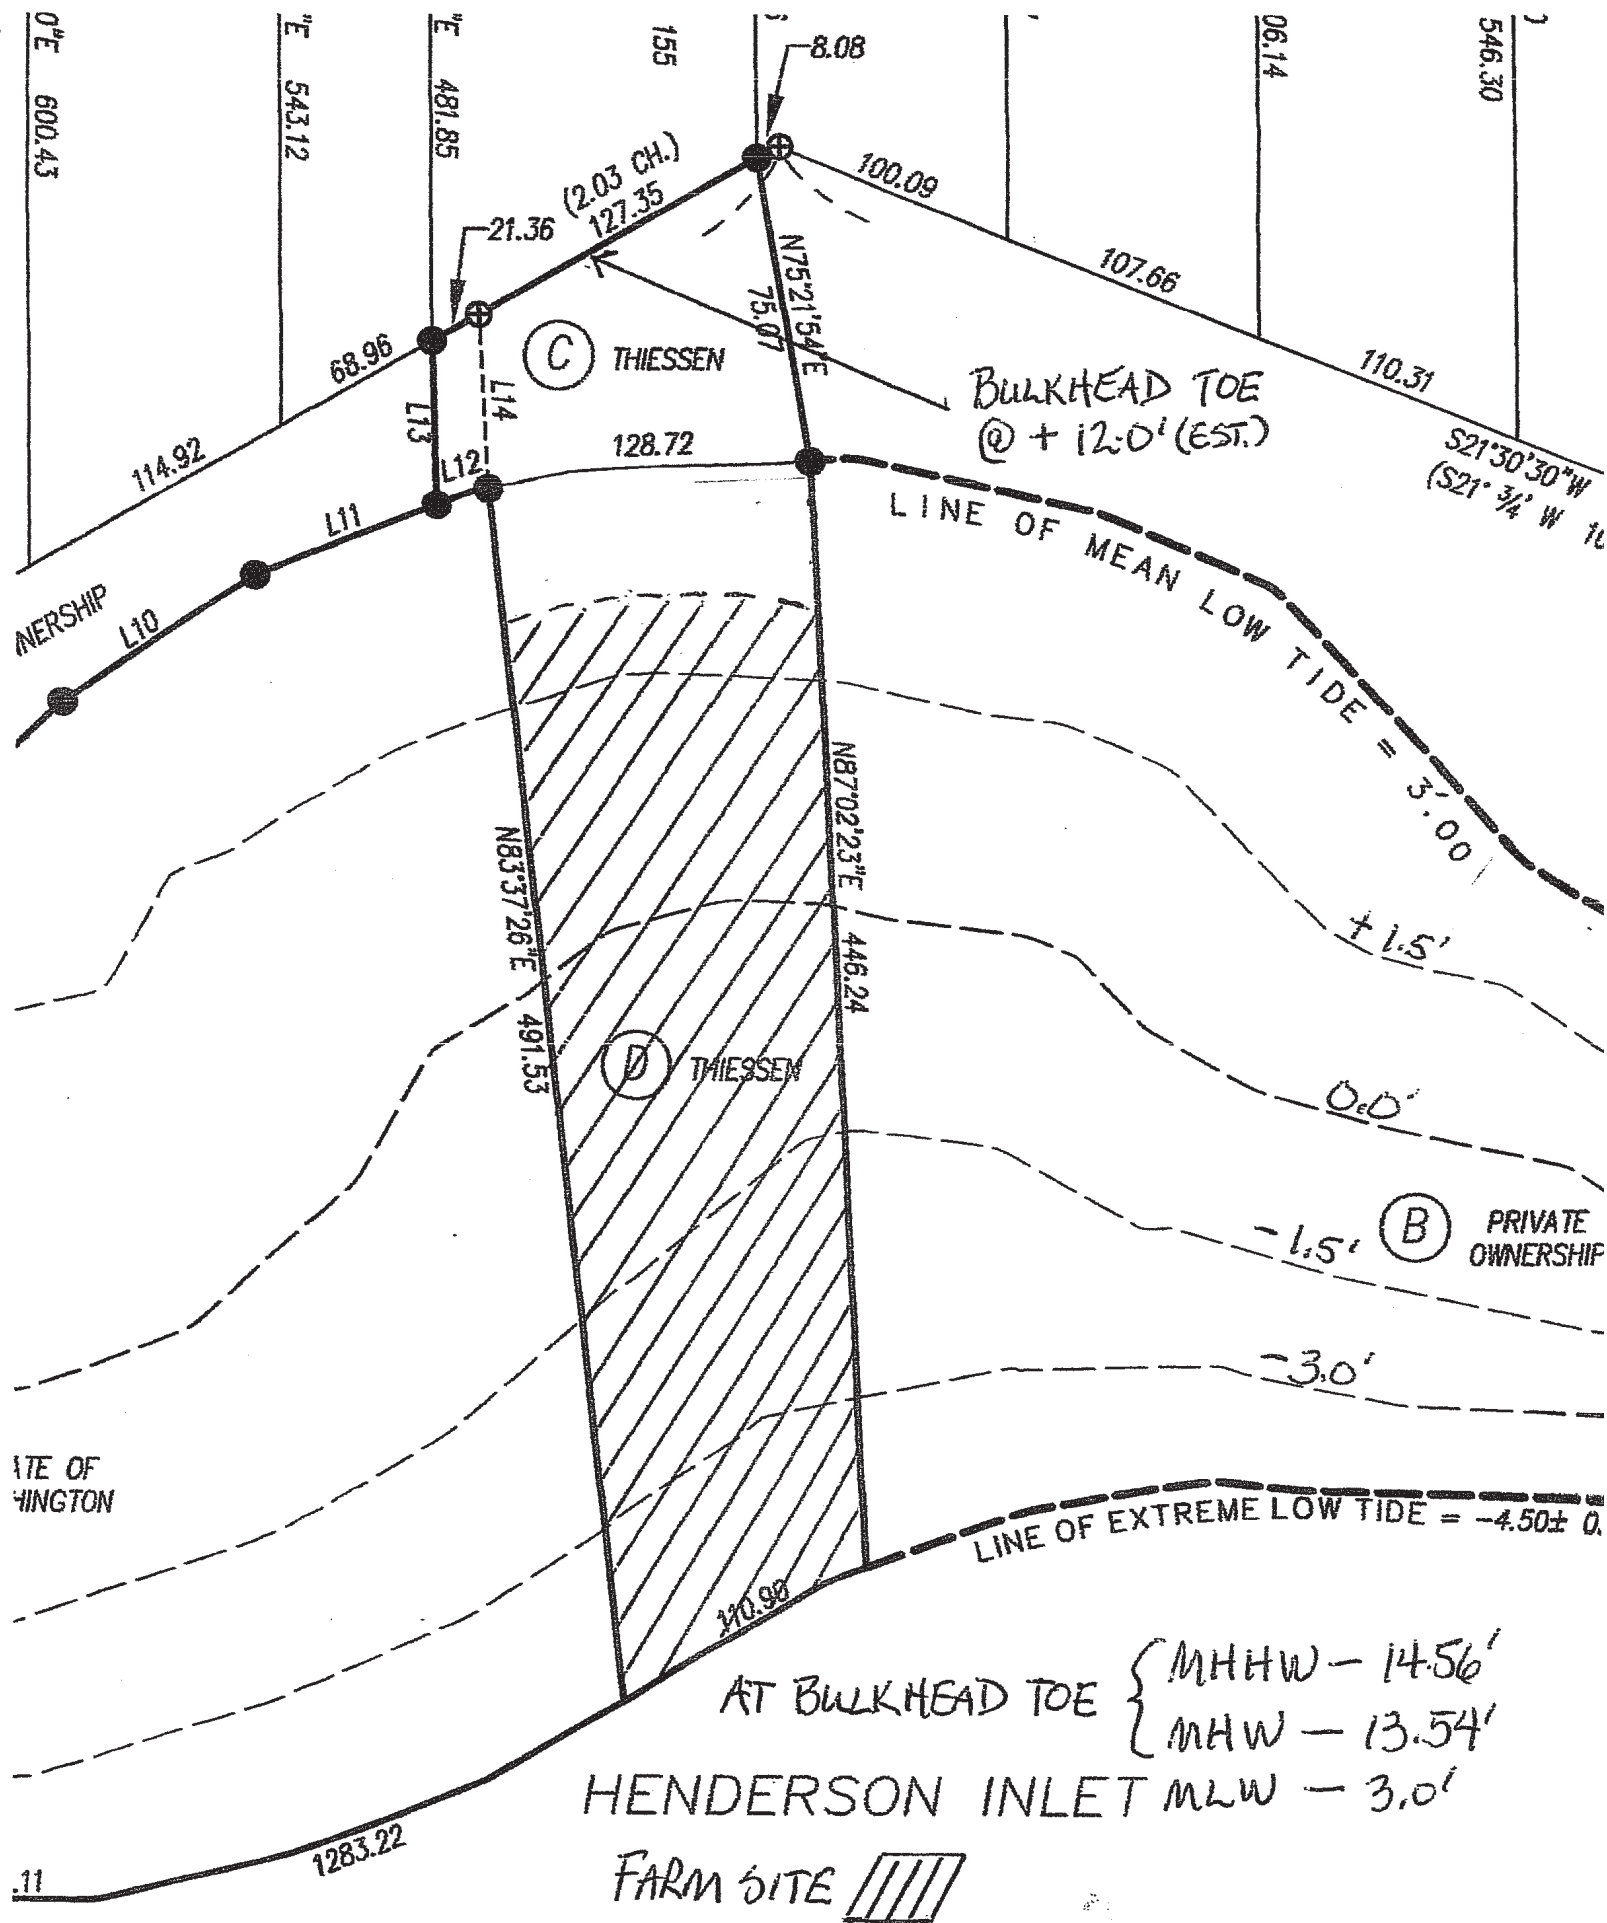 0"E 600.43
"E 543.12
"E 481.85
155
8.08
06.14
546.30
(2.03 CH.)
127.35
100.09
21.36
107.66
N75°21'54"E
75.07
68.96
C THIESSEN
110.31
L14
L13
BULKHEAD TOE
@ + 12.0' (EST.)
114.92
L12
128.72
S21°30'30"W
(S21° 3/4' W 10
L11
LINE OF MEAN LOW TIDE = 3'.00
NERSHIP
L10
N87°02'23"E 446.24
N83°37'26"E 491.53
+1.5'
D THIESSEN
0.0'
B PRIVATE
OWNERSHIP
-1.5'
-3.0'
ATE OF
HINGTON
LINE OF EXTREME LOW TIDE = -4.50± 0.
110.90
AT BULKHEAD TOE { MHHW - 14.56'
MHW - 13.54'
HENDERSON INLET MLW - 3.0'
1283.22
.11
FARM SITE